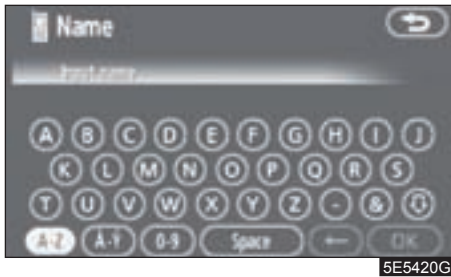 Name
Input name...
A B C D E F G H I J
K L M N O P Q R S
T U V W X Y Z - & ⇩
A-Z À-Ý 0-9 Space ← OK
5E5420G